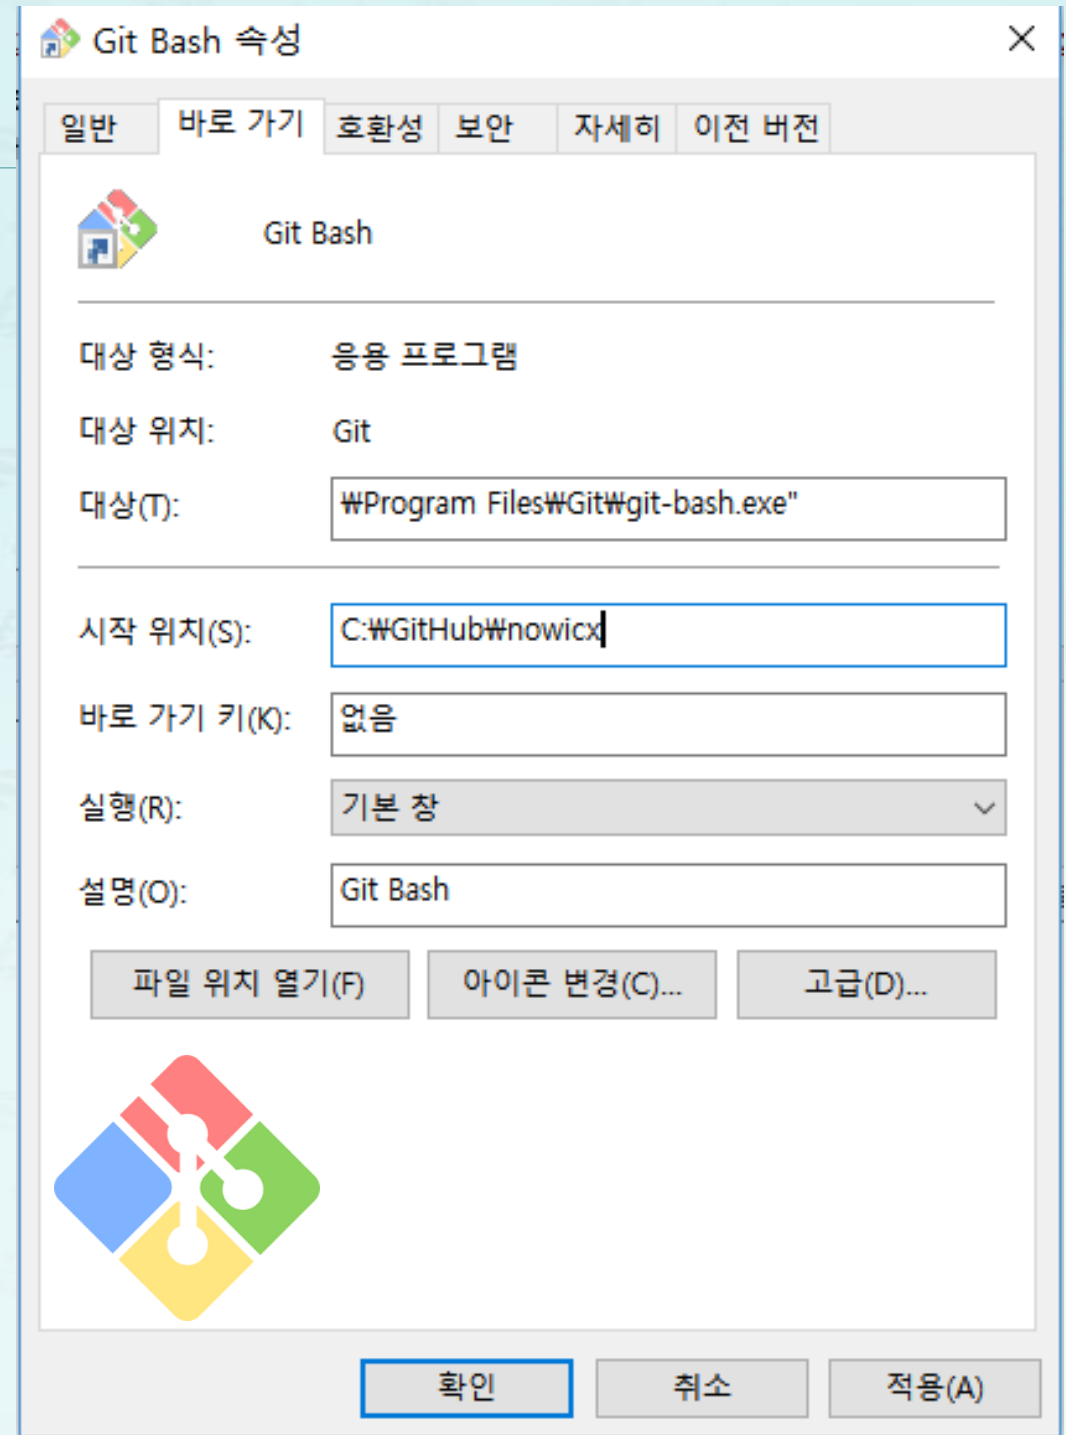 Git Bash 속성
일반 바로 가기 호환성 보안 자세히 이전 버전
Git Bash
대상 형식: 응용 프로그램
대상 위치: Git
대상(T): ₩Program Files₩Git₩git-bash.exe"
시작 위치(S): C:₩GitHub₩nowicx
바로 가기 키(K): 없음
실행(R): 기본 창
설명(O): Git Bash
파일 위치 열기(F) 아이콘 변경(C)... 고급(D)...
확인 취소 적용(A)